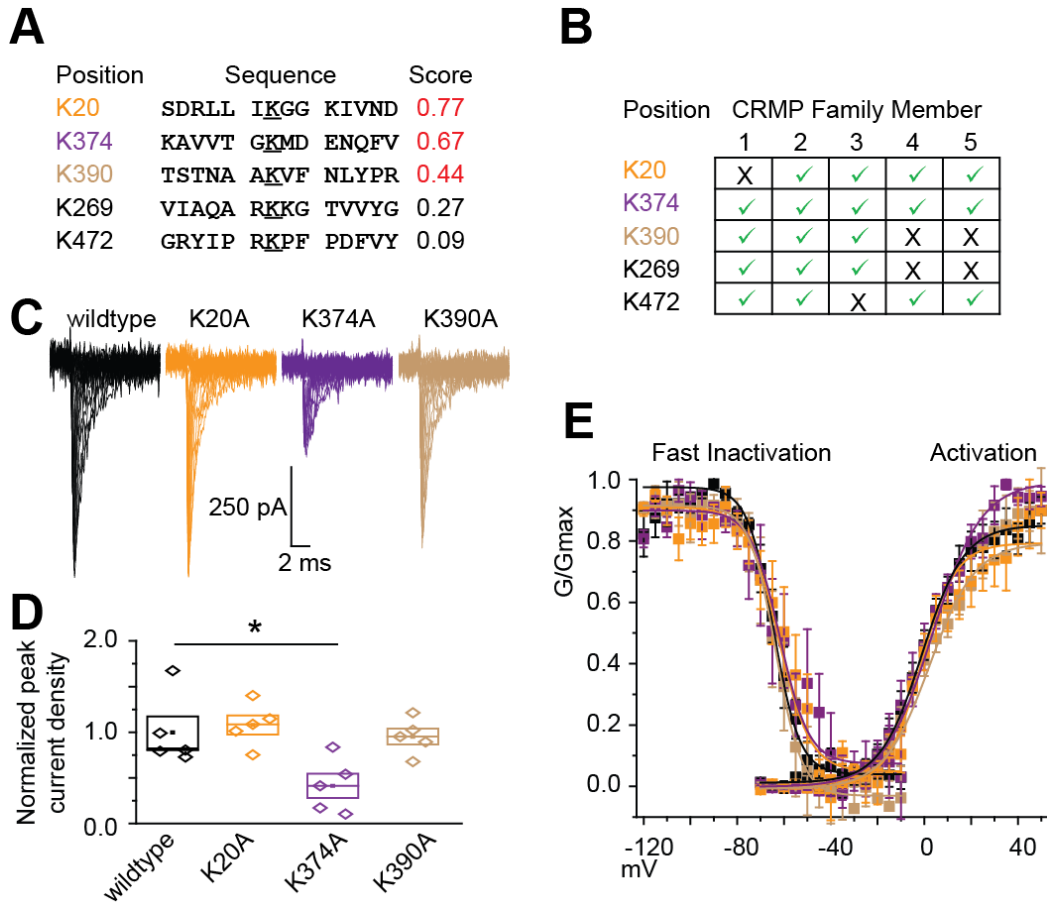 A
Position Sequence Score
K20 SDRLL IKGG KIVND 0.77
K374 KAVVT GKMD ENQFV 0.67
K390 TSTNA AKVF NLYPR 0.44
K269 VIAQA RKKG TVVYG 0.27
K472 GRYIP RKPF PDFVY 0.09
B
Position CRMP Family Member
1 2 3 4 5
K20 X ✓ ✓ ✓ ✓
K374 ✓ ✓ ✓ ✓ ✓
K390 ✓ ✓ ✓ X X
K269 ✓ ✓ ✓ X X
K472 ✓ ✓ X ✓ ✓
C
wildtype K20A K374A K390A
250 pA
2 ms
D
Normalized peak
current density
2.0
1.0
0.0
*
wildtype K20A K374A K390A
E
Fast Inactivation Activation
G/Gmax
1.0
0.8
0.6
0.4
0.2
0.0
-120 -80 -40 0 40
mV